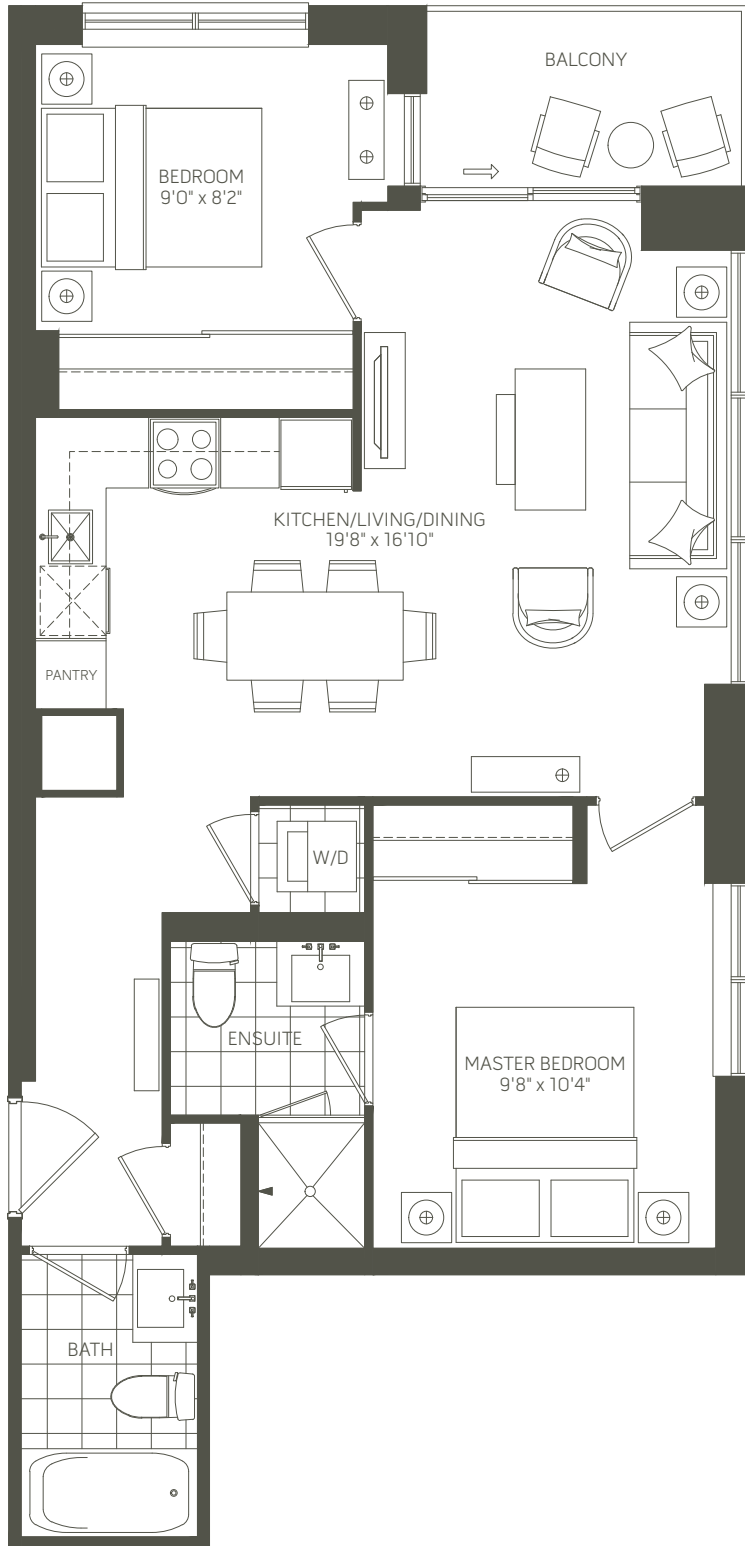 BALCONY
BEDROOM
9'0" x 8'2"
KITCHEN/LIVING/DINING
19'8" x 16'10"
PANTRY
W/D
ENSUITE
MASTER BEDROOM
9'8" x 10'4"
BATH